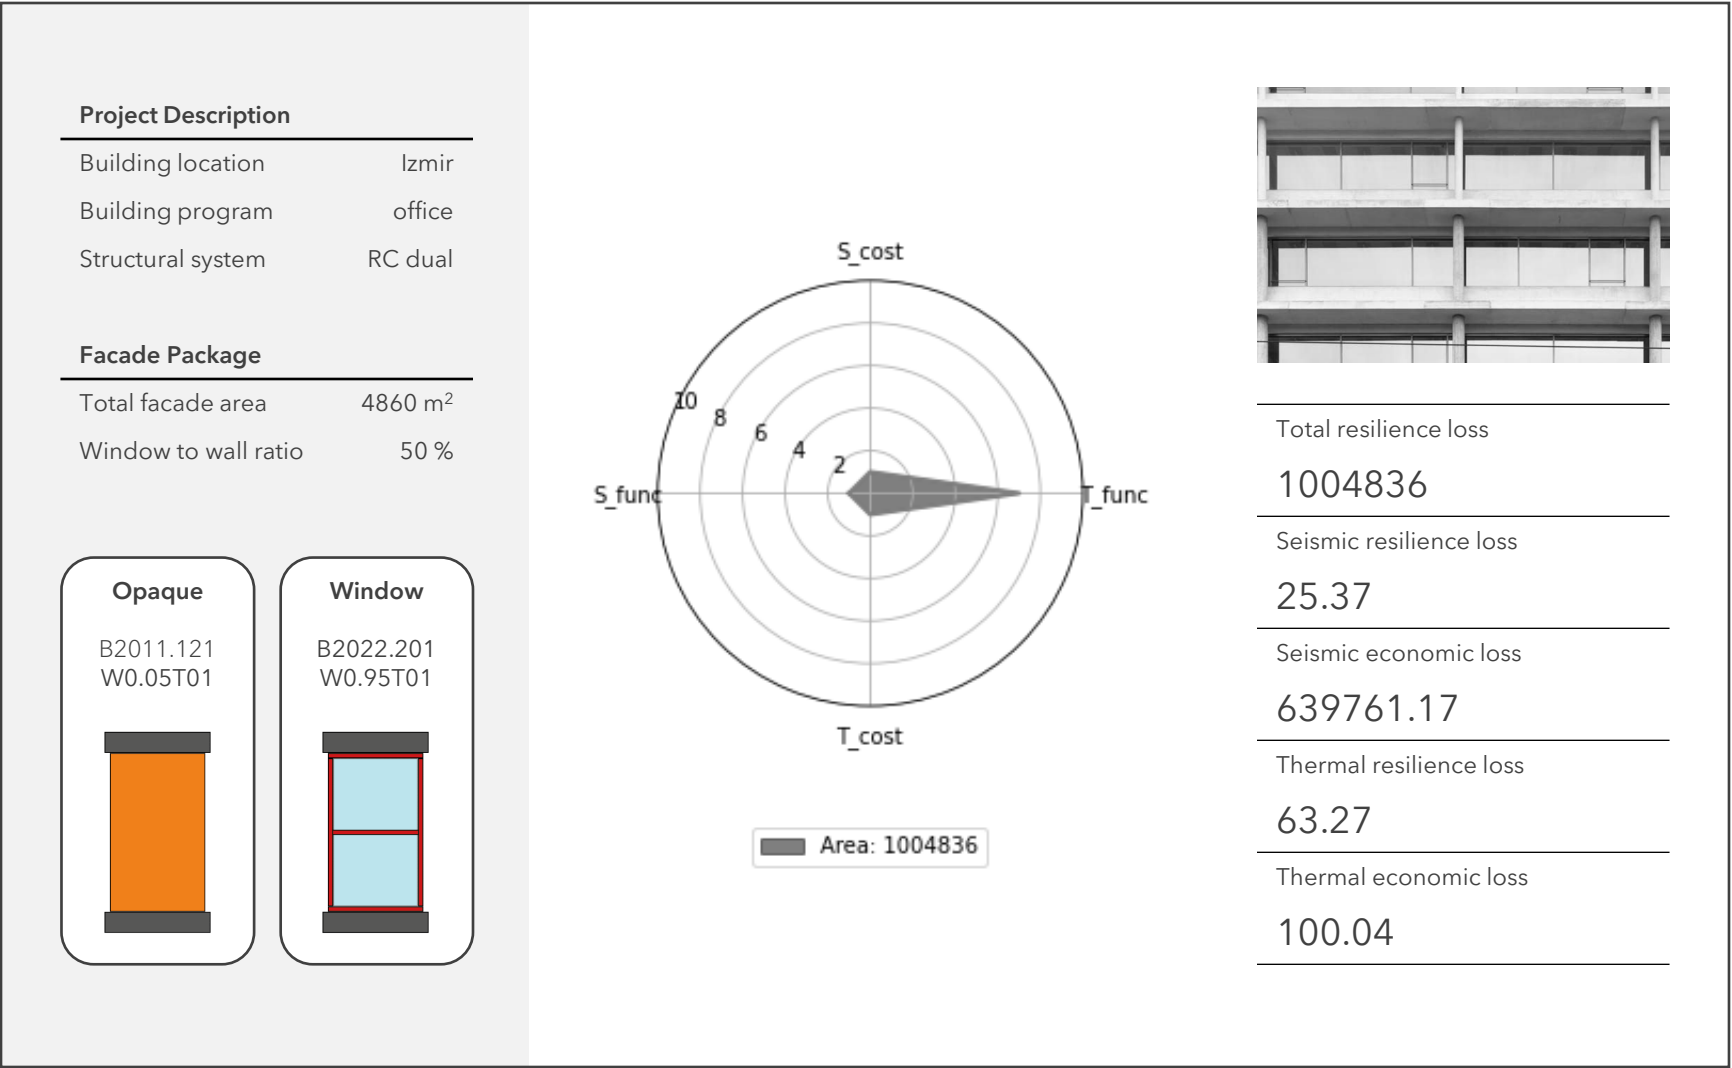 Project Description
Building location Izmir
Building program office
Structural system RC dual
Facade Package
Total facade area 4860 m²
Window to wall ratio 50 %
Opaque
B2011.121
W0.05T01
Window
B2022.201
W0.95T01
S_cost
10
8
6
4
2
S_func
T_func
T_cost
Area: 1004836
Total resilience loss
1004836
Seismic resilience loss
25.37
Seismic economic loss
639761.17
Thermal resilience loss
63.27
Thermal economic loss
100.04